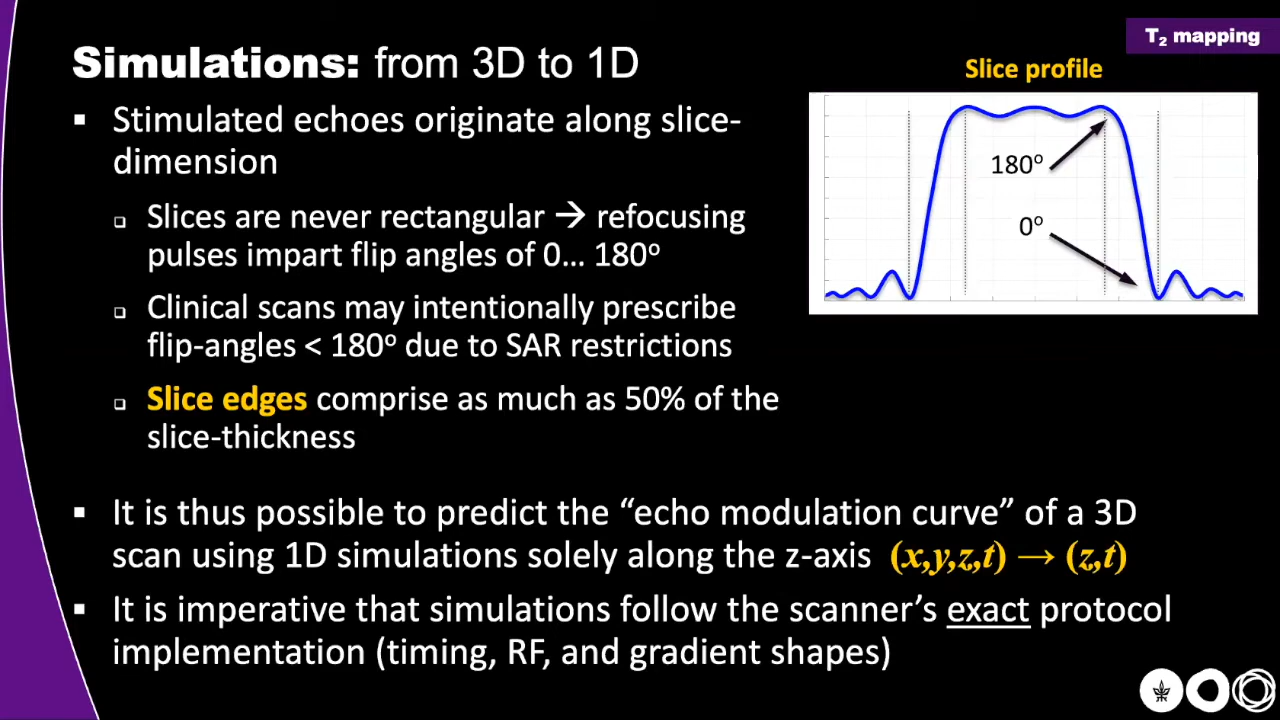 T₂ mapping
Simulations: from 3D to 1D
Slice profile
▪ Stimulated echoes originate along slice-
dimension
❑ Slices are never rectangular → refocusing
pulses impart flip angles of 0… 180º
❑ Clinical scans may intentionally prescribe
flip-angles < 180º due to SAR restrictions
❑ Slice edges comprise as much as 50% of the
slice-thickness
180º
0º
▪ It is thus possible to predict the “echo modulation curve” of a 3D
scan using 1D simulations solely along the z-axis (x,y,z,t) → (z,t)
▪ It is imperative that simulations follow the scanner’s exact protocol
implementation (timing, RF, and gradient shapes)